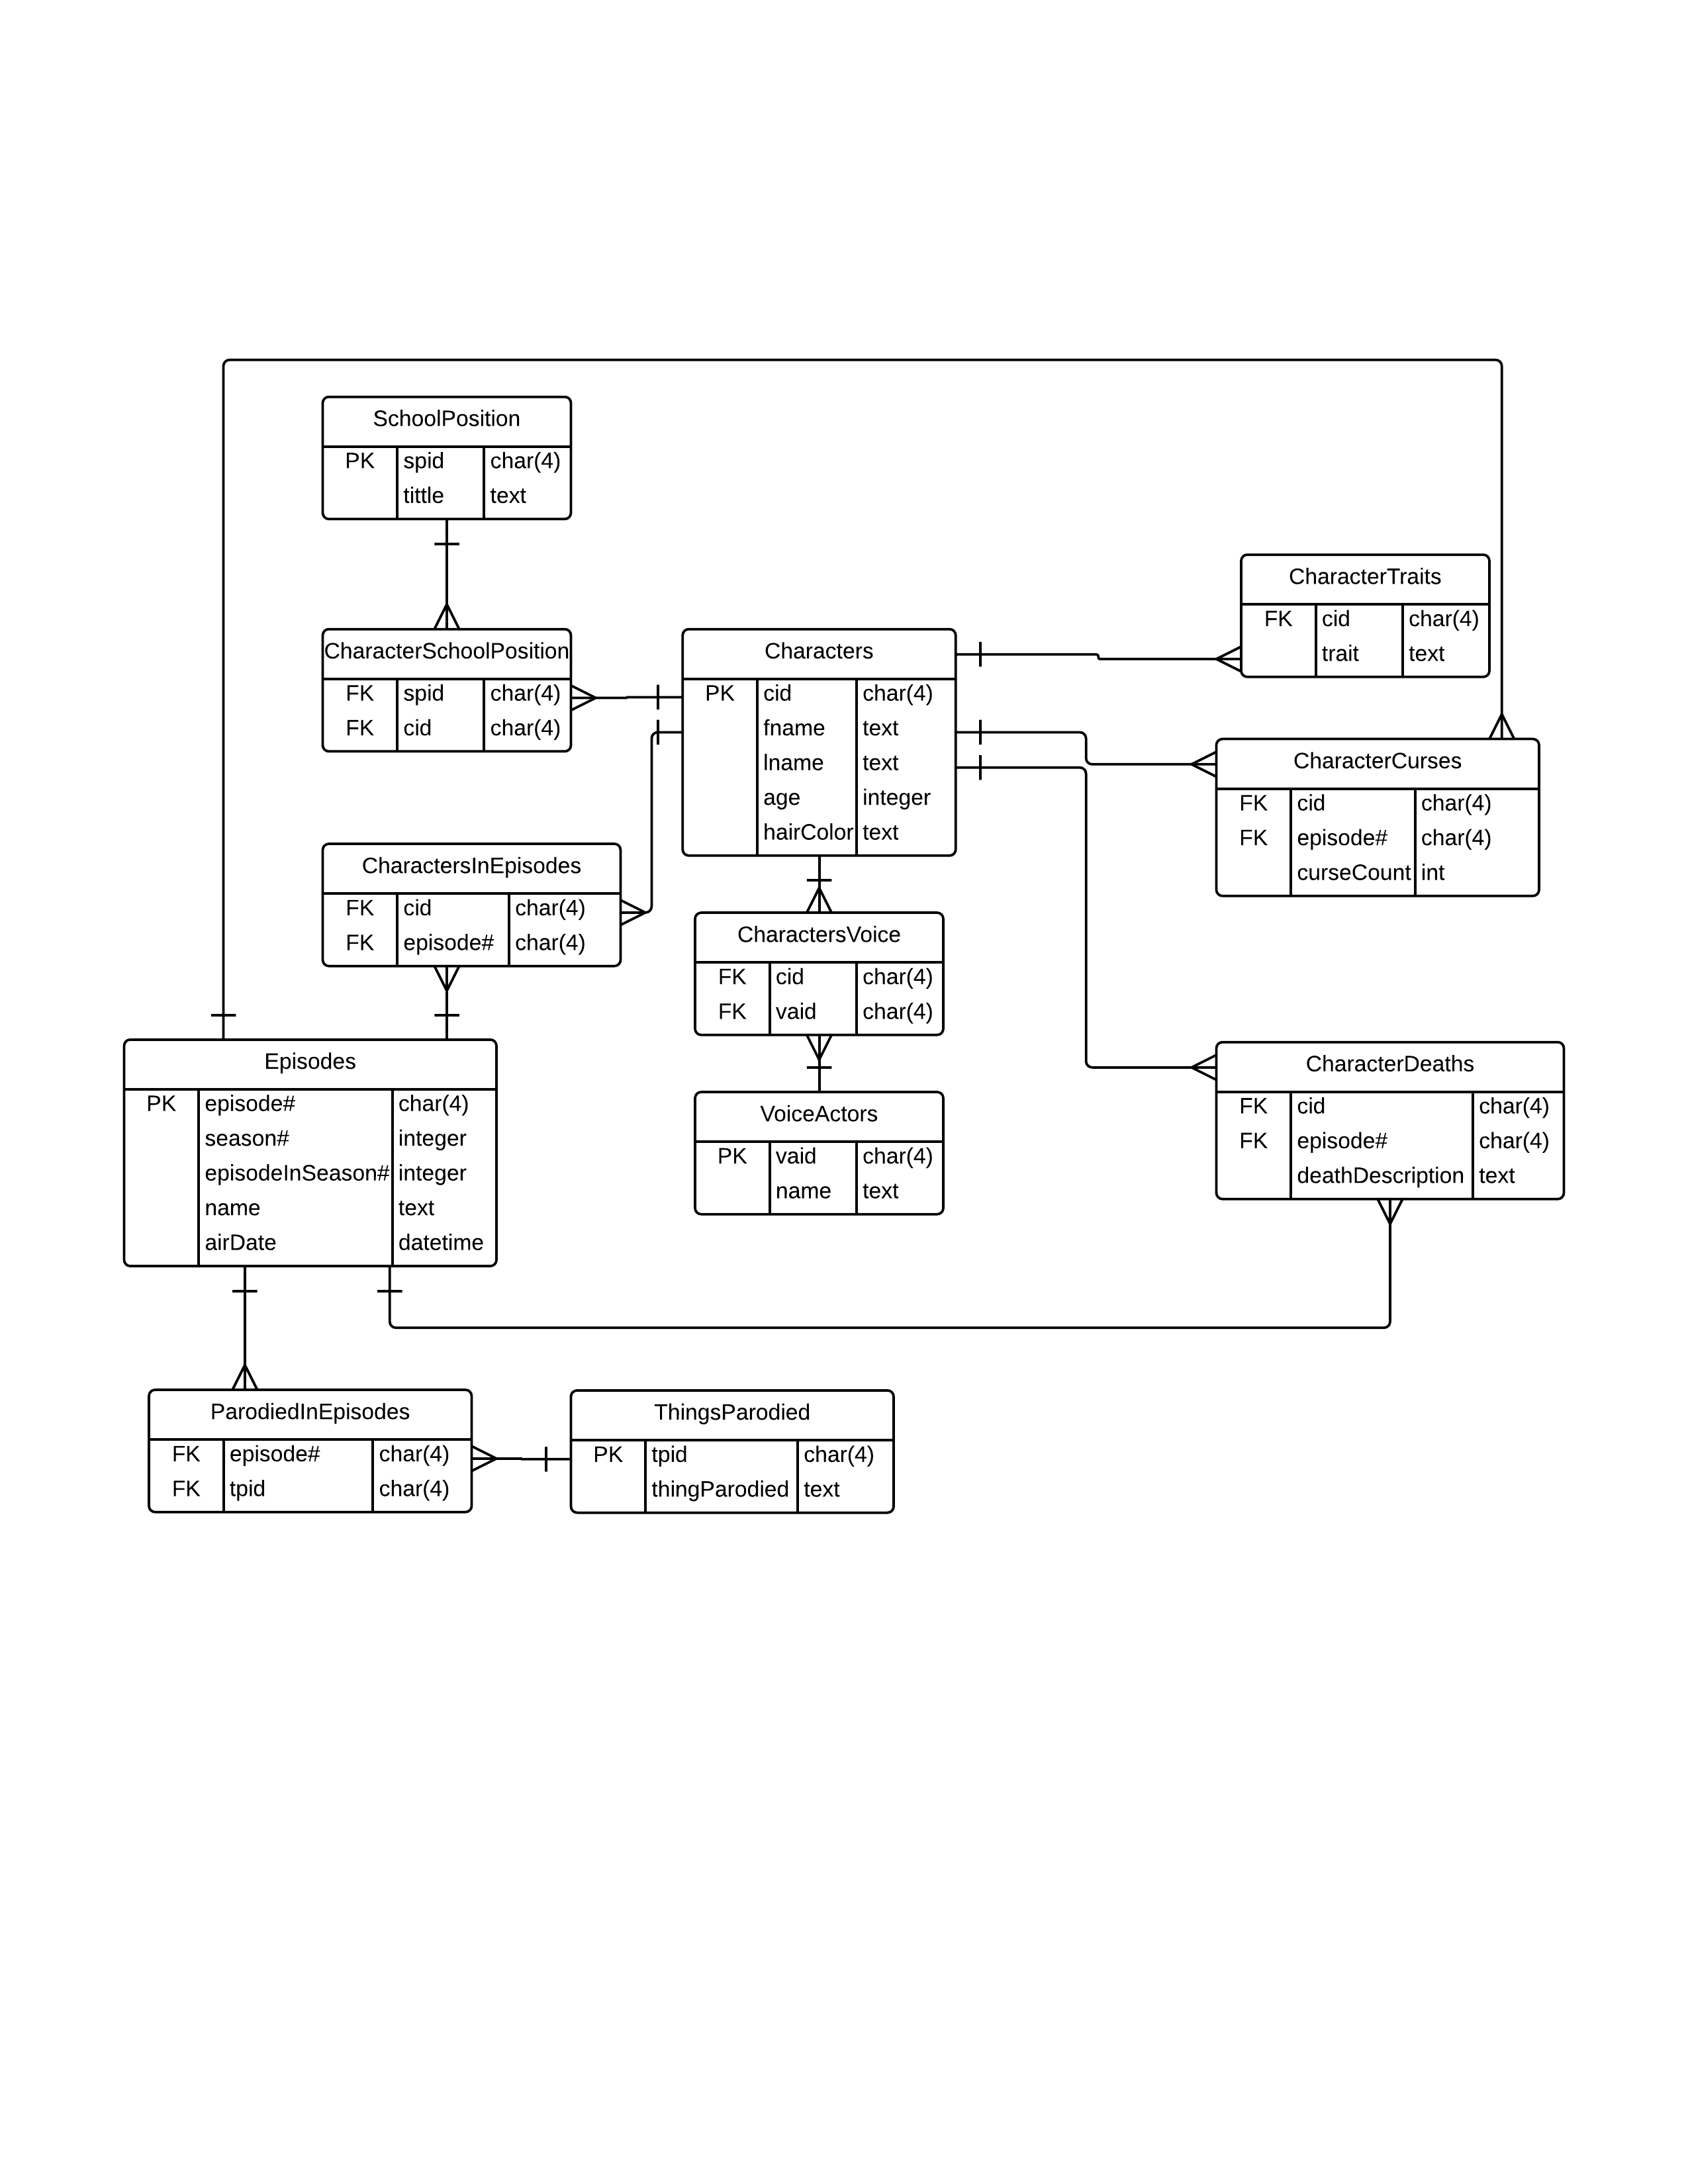 SchoolPosition
PK spid char(4)
tittle text
CharacterTraits
FK cid char(4)
trait text
CharacterSchoolPosition
FK spid char(4)
FK cid char(4)
Characters
PK cid char(4)
fname text
lname text
age integer
hairColor text
CharacterCurses
FK cid char(4)
FK episode# char(4)
curseCount int
CharactersInEpisodes
FK cid char(4)
FK episode# char(4)
CharactersVoice
FK cid char(4)
FK vaid char(4)
Episodes
PK episode# char(4)
season# integer
episodeInSeason# integer
name text
airDate datetime
VoiceActors
PK vaid char(4)
name text
CharacterDeaths
FK cid char(4)
FK episode# char(4)
deathDescription text
ParodiedInEpisodes
FK episode# char(4)
FK tpid char(4)
ThingsParodied
PK tpid char(4)
thingParodied text